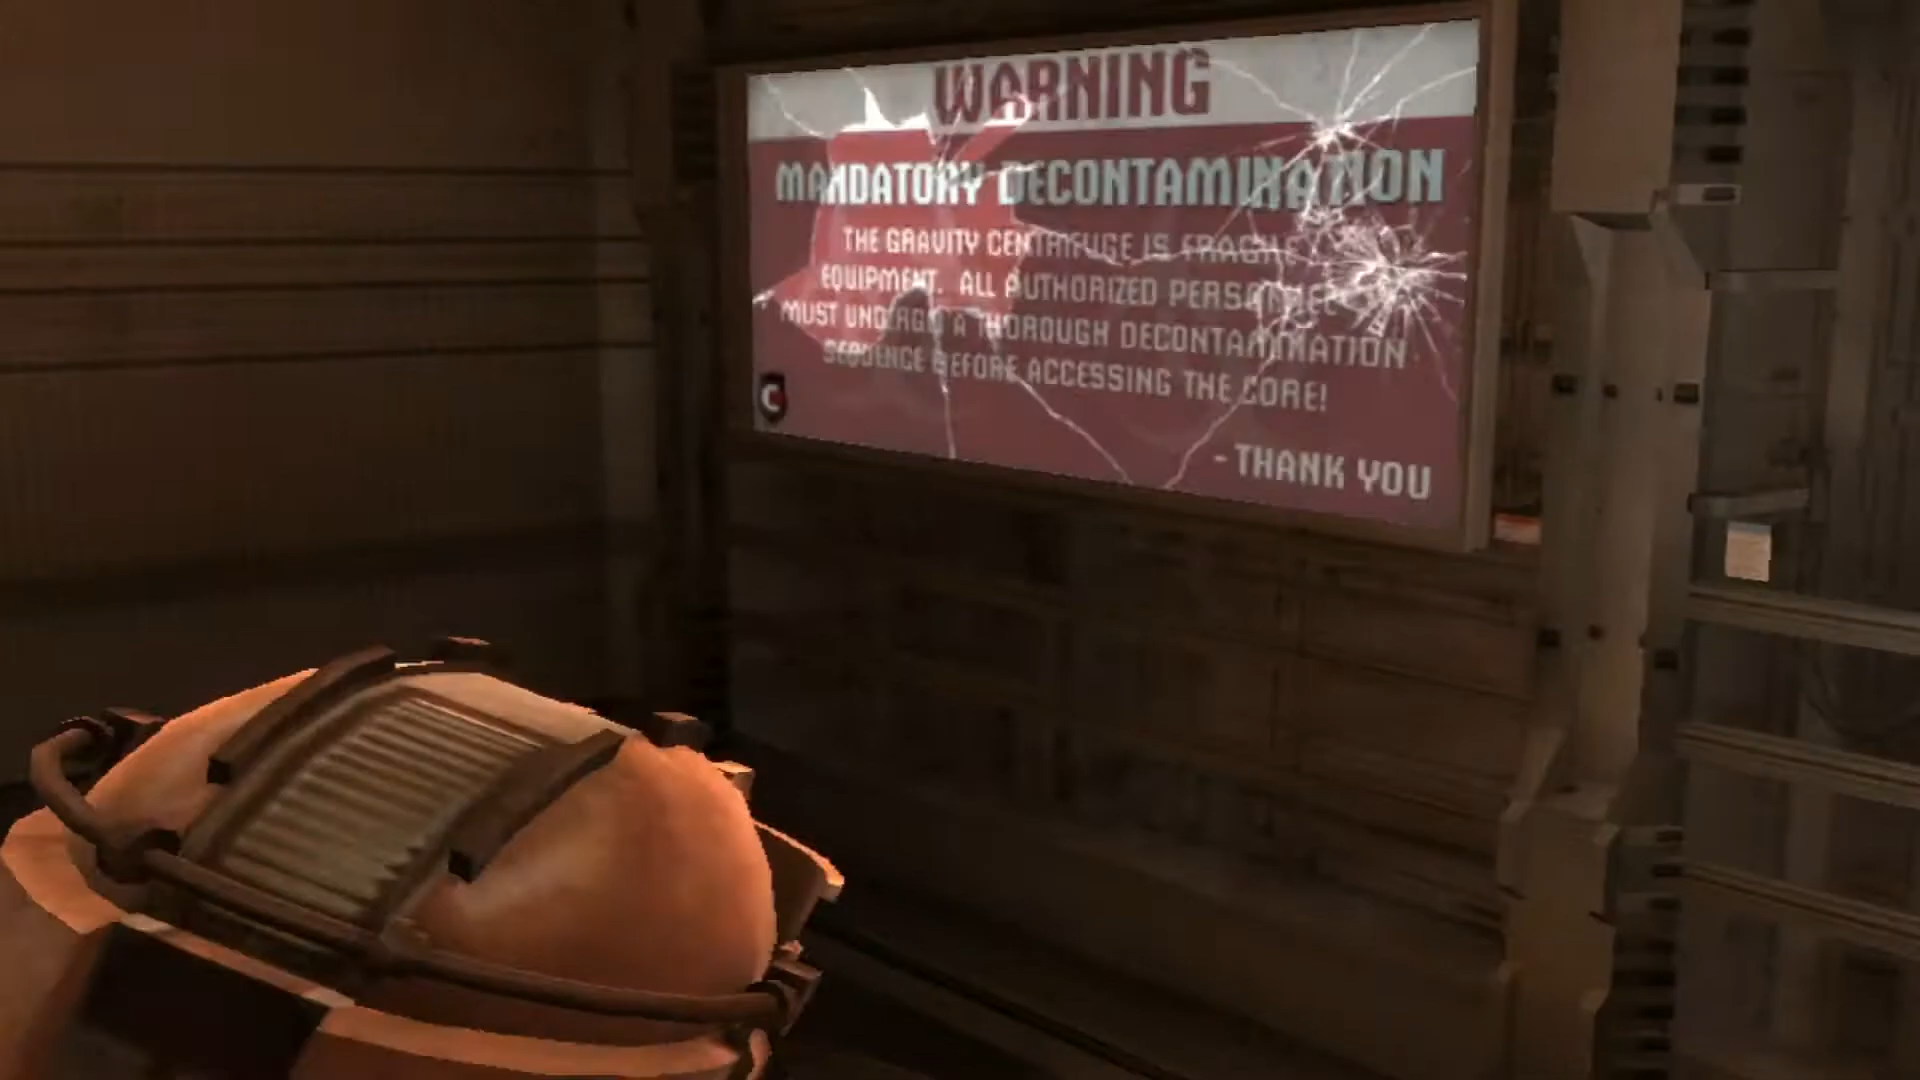 WARNING
MANDATORY DECONTAMINATION
THE GRAVITY CENTRIFUGE IS FRAGILE
EQUIPMENT. ALL AUTHORIZED PERSONNEL
MUST UNDERGO A THOROUGH DECONTAMINATION
SEQUENCE BEFORE ACCESSING THE CORE!
- THANK YOU
C